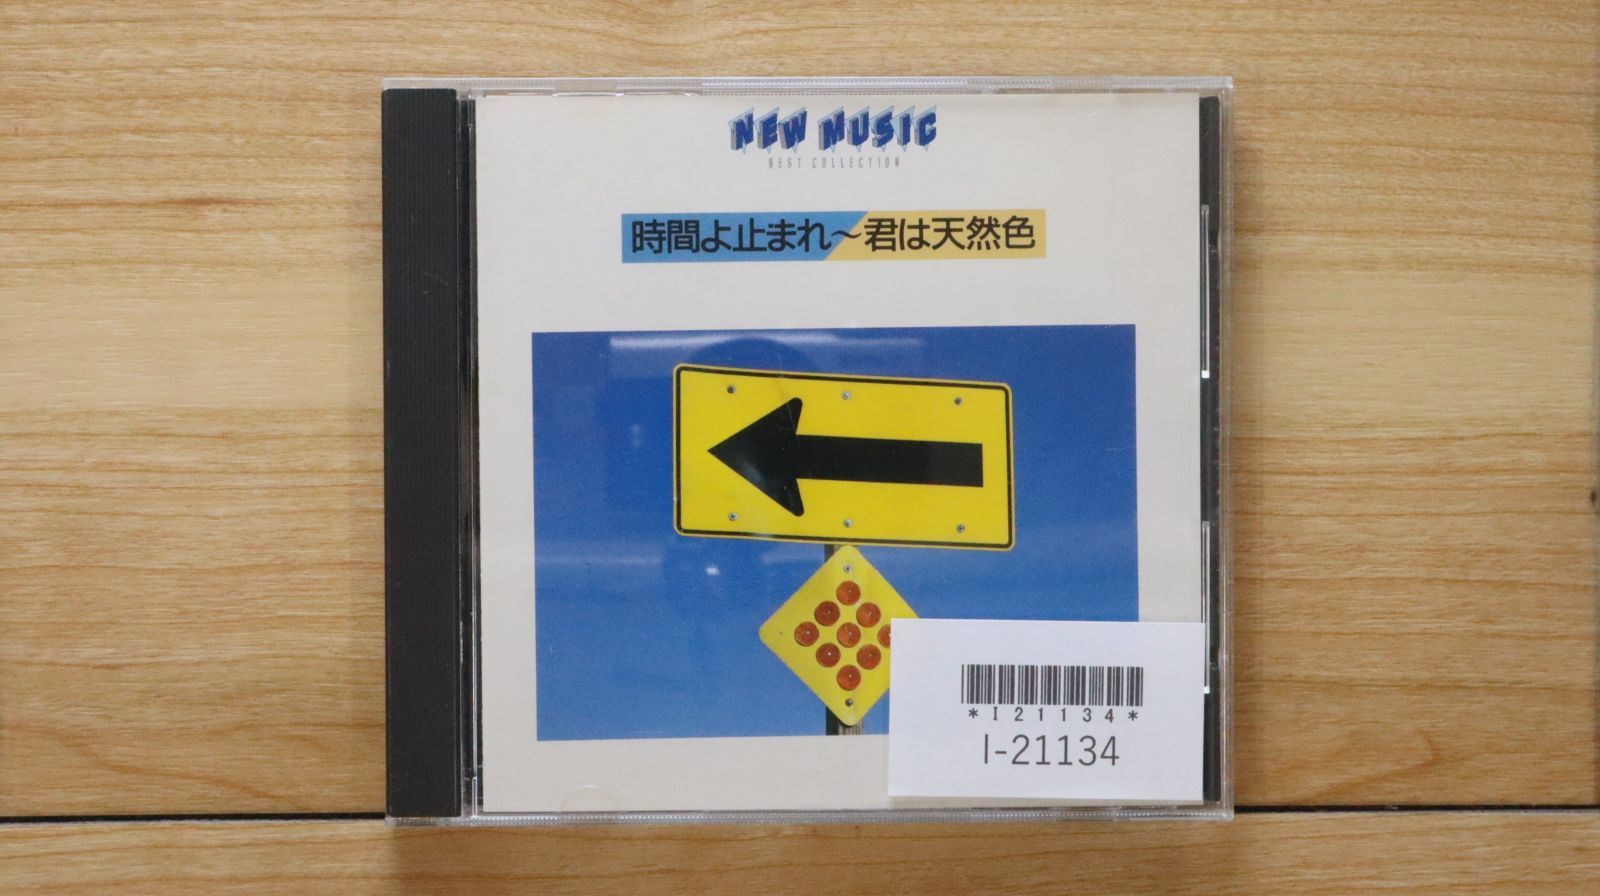 NEW MUSIC
BEST COLLECTION
時間よ止まれ～君は天然色
*I21134*
I-21134